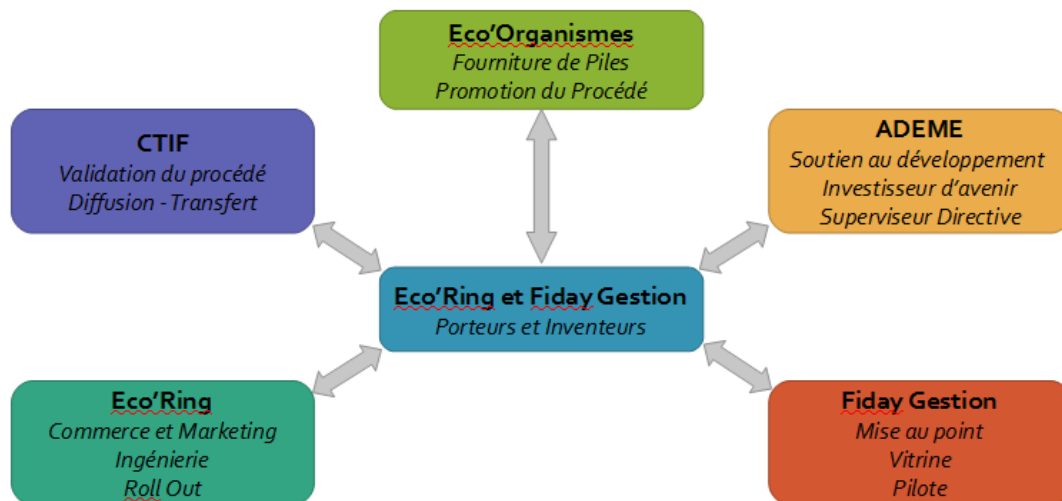 Eco'Organismes
Fourniture de Piles
Promotion du Procédé
CTIF
Validation du procédé
Diffusion - Transfert
ADEME
Soutien au développement
Investisseur d'avenir
Superviseur Directive
Eco'Ring et Fiday Gestion
Porteurs et Inventeurs
Eco'Ring
Commerce et Marketing
Ingénierie
Roll Out
Fiday Gestion
Mise au point
Vitrine
Pilote